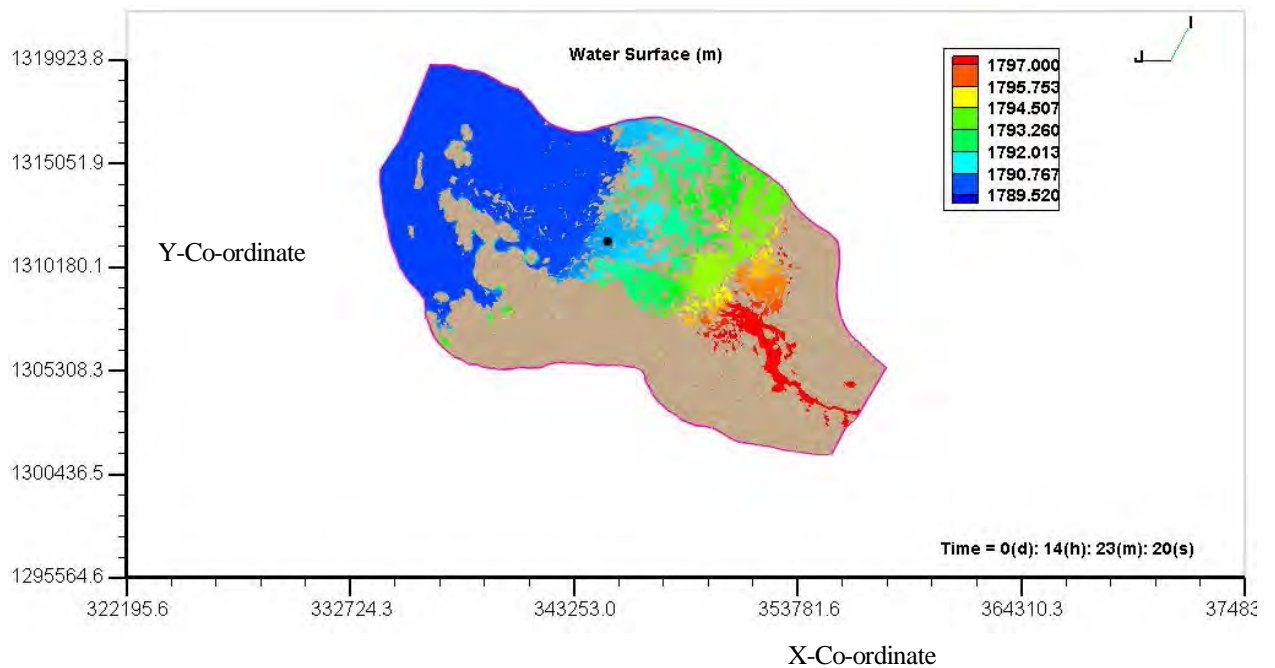 Water Surface (m)
1319923.8
1315051.9
1310180.1
1305308.3
1300436.5
1295564.6
Y-Co-ordinate
1797.000
1795.753
1794.507
1793.260
1792.013
1790.767
1789.520
I
J
Time = 0(d): 14(h): 23(m): 20(s)
322195.6 332724.3 343253.0 353781.6 364310.3 37483
X-Co-ordinate